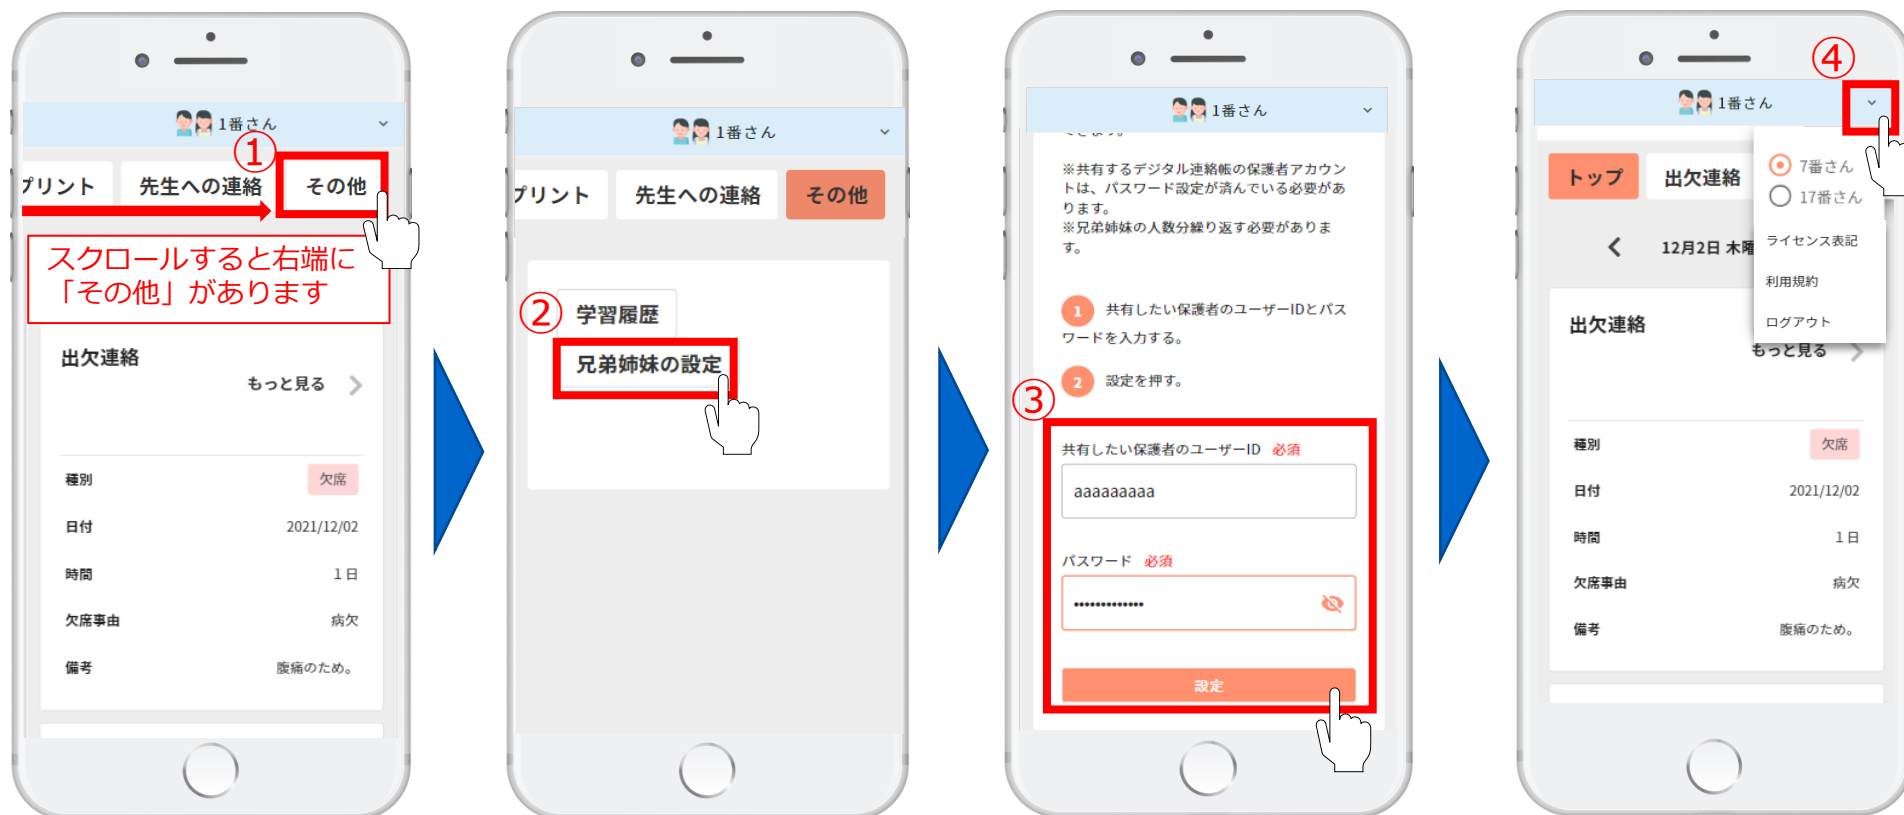 1番さん
①
プリント 先生への連絡 その他
スクロールすると右端に
「その他」があります
出欠連絡
もっと見る
種別 欠席
日付 2021/12/02
時間 1日
欠席事由 病欠
備考 腹痛のため。
1番さん
プリント 先生への連絡 その他
②
学習履歴
兄弟姉妹の設定
1番さん
できます。
※共有するデジタル連絡帳の保護者アカウン
トは、パスワード設定が済んでいる必要があ
ります。
※兄弟姉妹の人数分繰り返す必要がありま
す。
1 共有したい保護者のユーザーIDとパス
ワードを入力する。
2 設定を押す。
③
共有したい保護者のユーザーID 必須
aaaaaaaaa
パスワード 必須
•••••••••••••
設定
④
1番さん
トップ 出欠連絡
7番さん
17番さん
ライセンス表記
利用規約
ログアウト
12月2日 木曜
出欠連絡
もっと見る
種別 欠席
日付 2021/12/02
時間 1日
欠席事由 病欠
備考 腹痛のため。